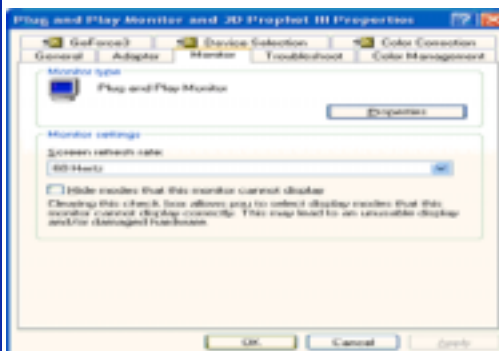 Plug and Play Monitor and 3D Prophet III Properties
GeForce3 Device Selection Color Correction
General Adapter Monitor Troubleshoot Color Management
Monitor type
Plug and Play Monitor
Properties
Monitor settings
Screen refresh rate:
60 Hertz
Hide modes that this monitor cannot display
Clearing this check box allows you to select display modes that this
monitor cannot display correctly. This may lead to an unusable display
and/or damaged hardware.
OK Cancel Apply